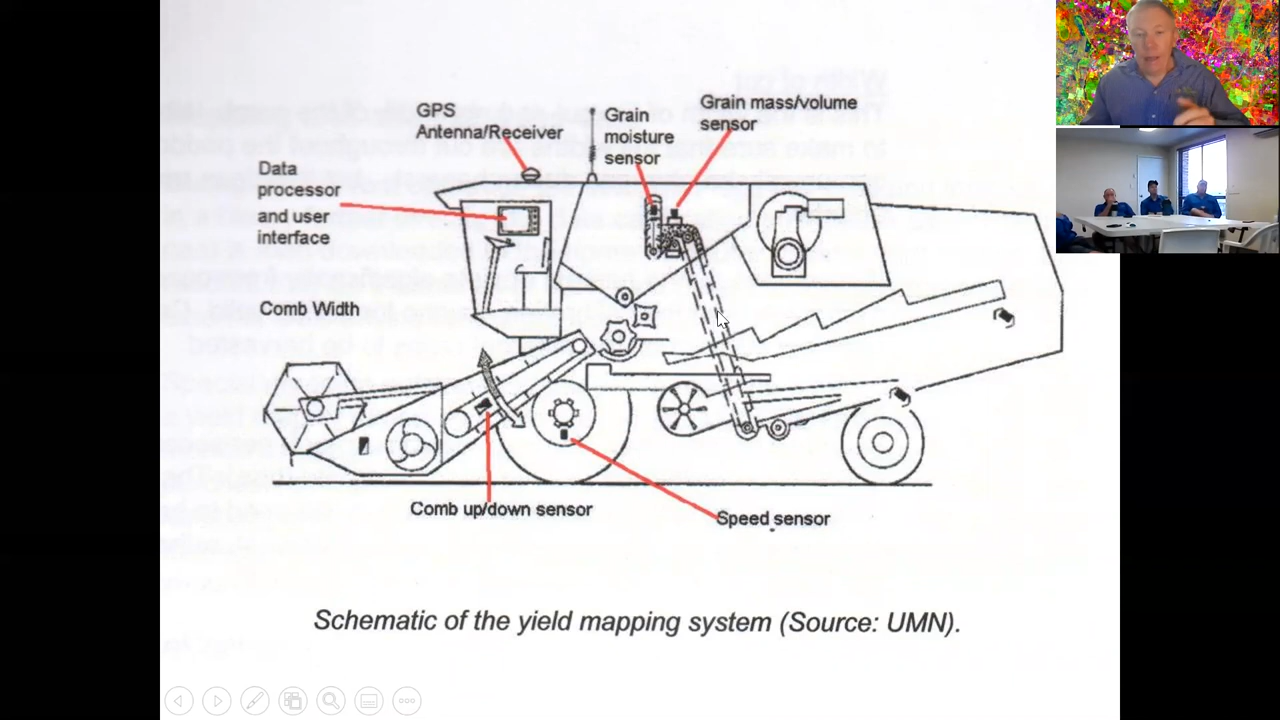 GPS
Antenna/Receiver
Grain
moisture
sensor
Grain mass/volume
sensor
Data
processor
and user
interface
Comb Width
Comb up/down sensor
Speed sensor
Schematic of the yield mapping system (Source: UMN).